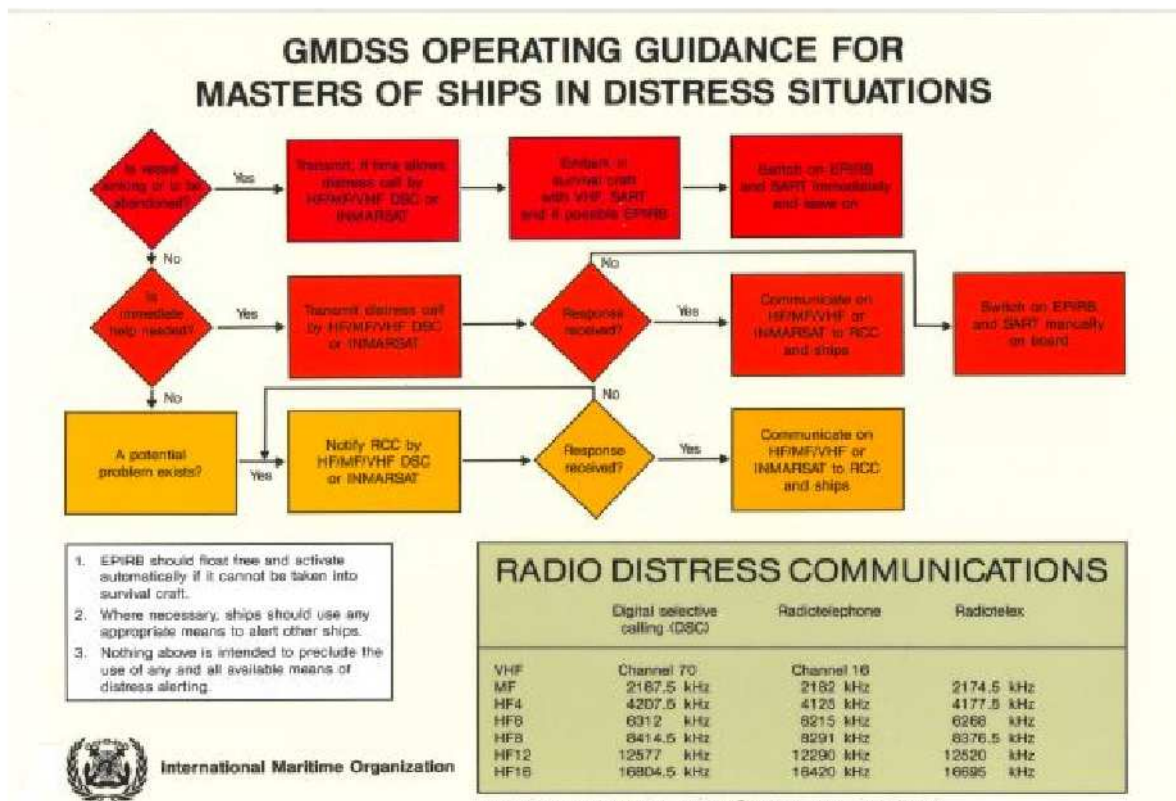 GMDSS OPERATING GUIDANCE FOR
MASTERS OF SHIPS IN DISTRESS SITUATIONS
Is vessel
sinking or to be
abandoned?
Yes
Transmit, if time allows
distress call by
HF/MF/VHF DSC or
INMARSAT
Embark in
survival craft
with VHF, SART
and if possible EPIRB
Switch on EPIRB
and SART immediately
and leave on
No
Is
immediate
help needed?
Yes
Transmit distress call
by HF/MF/VHF DSC
or INMARSAT
Response
received?
No
Yes
Communicate on
HF/MF/VHF or
INMARSAT to RCC
and ships
Switch on EPIRB
and SART manually
on board
No
A potential
problem exists?
Yes
Notify RCC by
HF/MF/VHF DSC
or INMARSAT
Response
received?
No
Yes
Communicate on
HF/MF/VHF or
INMARSAT to RCC
and ships
1. EPIRB should float free and activate
automatically if it cannot be taken into
survival craft.
2. Where necessary, ships should use any
appropriate means to alert other ships.
3. Nothing above is intended to preclude the
use of any and all available means of
distress alerting.
International Maritime Organization
RADIO DISTRESS COMMUNICATIONS
Digital selective Radiotelephone Radiotelex
calling (DSC)
VHF Channel 70 Channel 16
MF 2187.5 kHz 2182 kHz 2174.5 kHz
HF4 4207.5 kHz 4125 kHz 4177.5 kHz
HF6 6312 kHz 6215 kHz 6268 kHz
HF8 8414.5 kHz 8291 kHz 8376.5 kHz
HF12 12577 kHz 12290 kHz 12520 kHz
HF16 16804.5 kHz 16420 kHz 16695 kHz